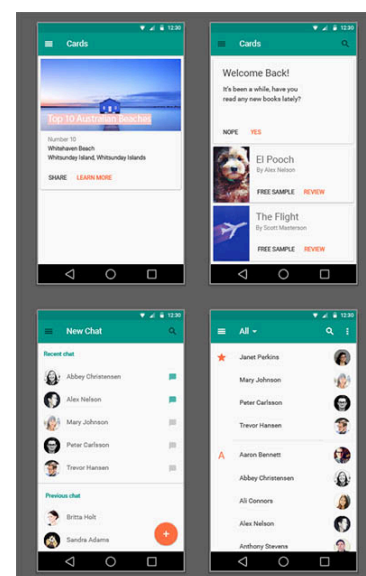 12:30
Cards
Top 10 Australian Beaches
Number 10
Whitehaven Beach
Whitsunday Island, Whitsunday Islands
SHARE LEARN MORE
12:30
Cards
Welcome Back!
It's been a while, have you
read any new books lately?
NOPE YES
El Pooch
By Alex Nelson
FREE SAMPLE REVIEW
The Flight
By Scott Masterson
FREE SAMPLE REVIEW
12:30
New Chat
Recent chat
Abbey Christensen
Alex Nelson
Mary Johnson
Peter Carlsson
Trevor Hansen
Previous chat
Britta Holt
Sandra Adams
12:30
All
Janet Perkins
Mary Johnson
Peter Carlsson
Trevor Hansen
A Aaron Bennett
Abbey Christensen
Ali Connors
Alex Nelson
Anthony Stevens